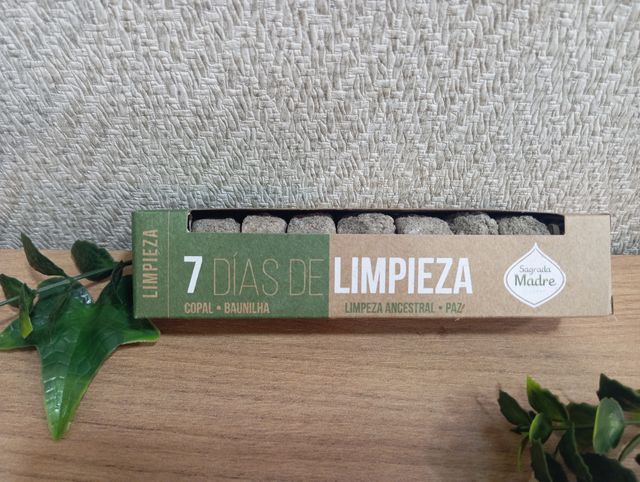 LIMPIEZA
7 DÍAS DE LIMPIEZA
COPAL • BAUNILHA
LIMPEZA ANCESTRAL • PAZ
Sagrada
Madre